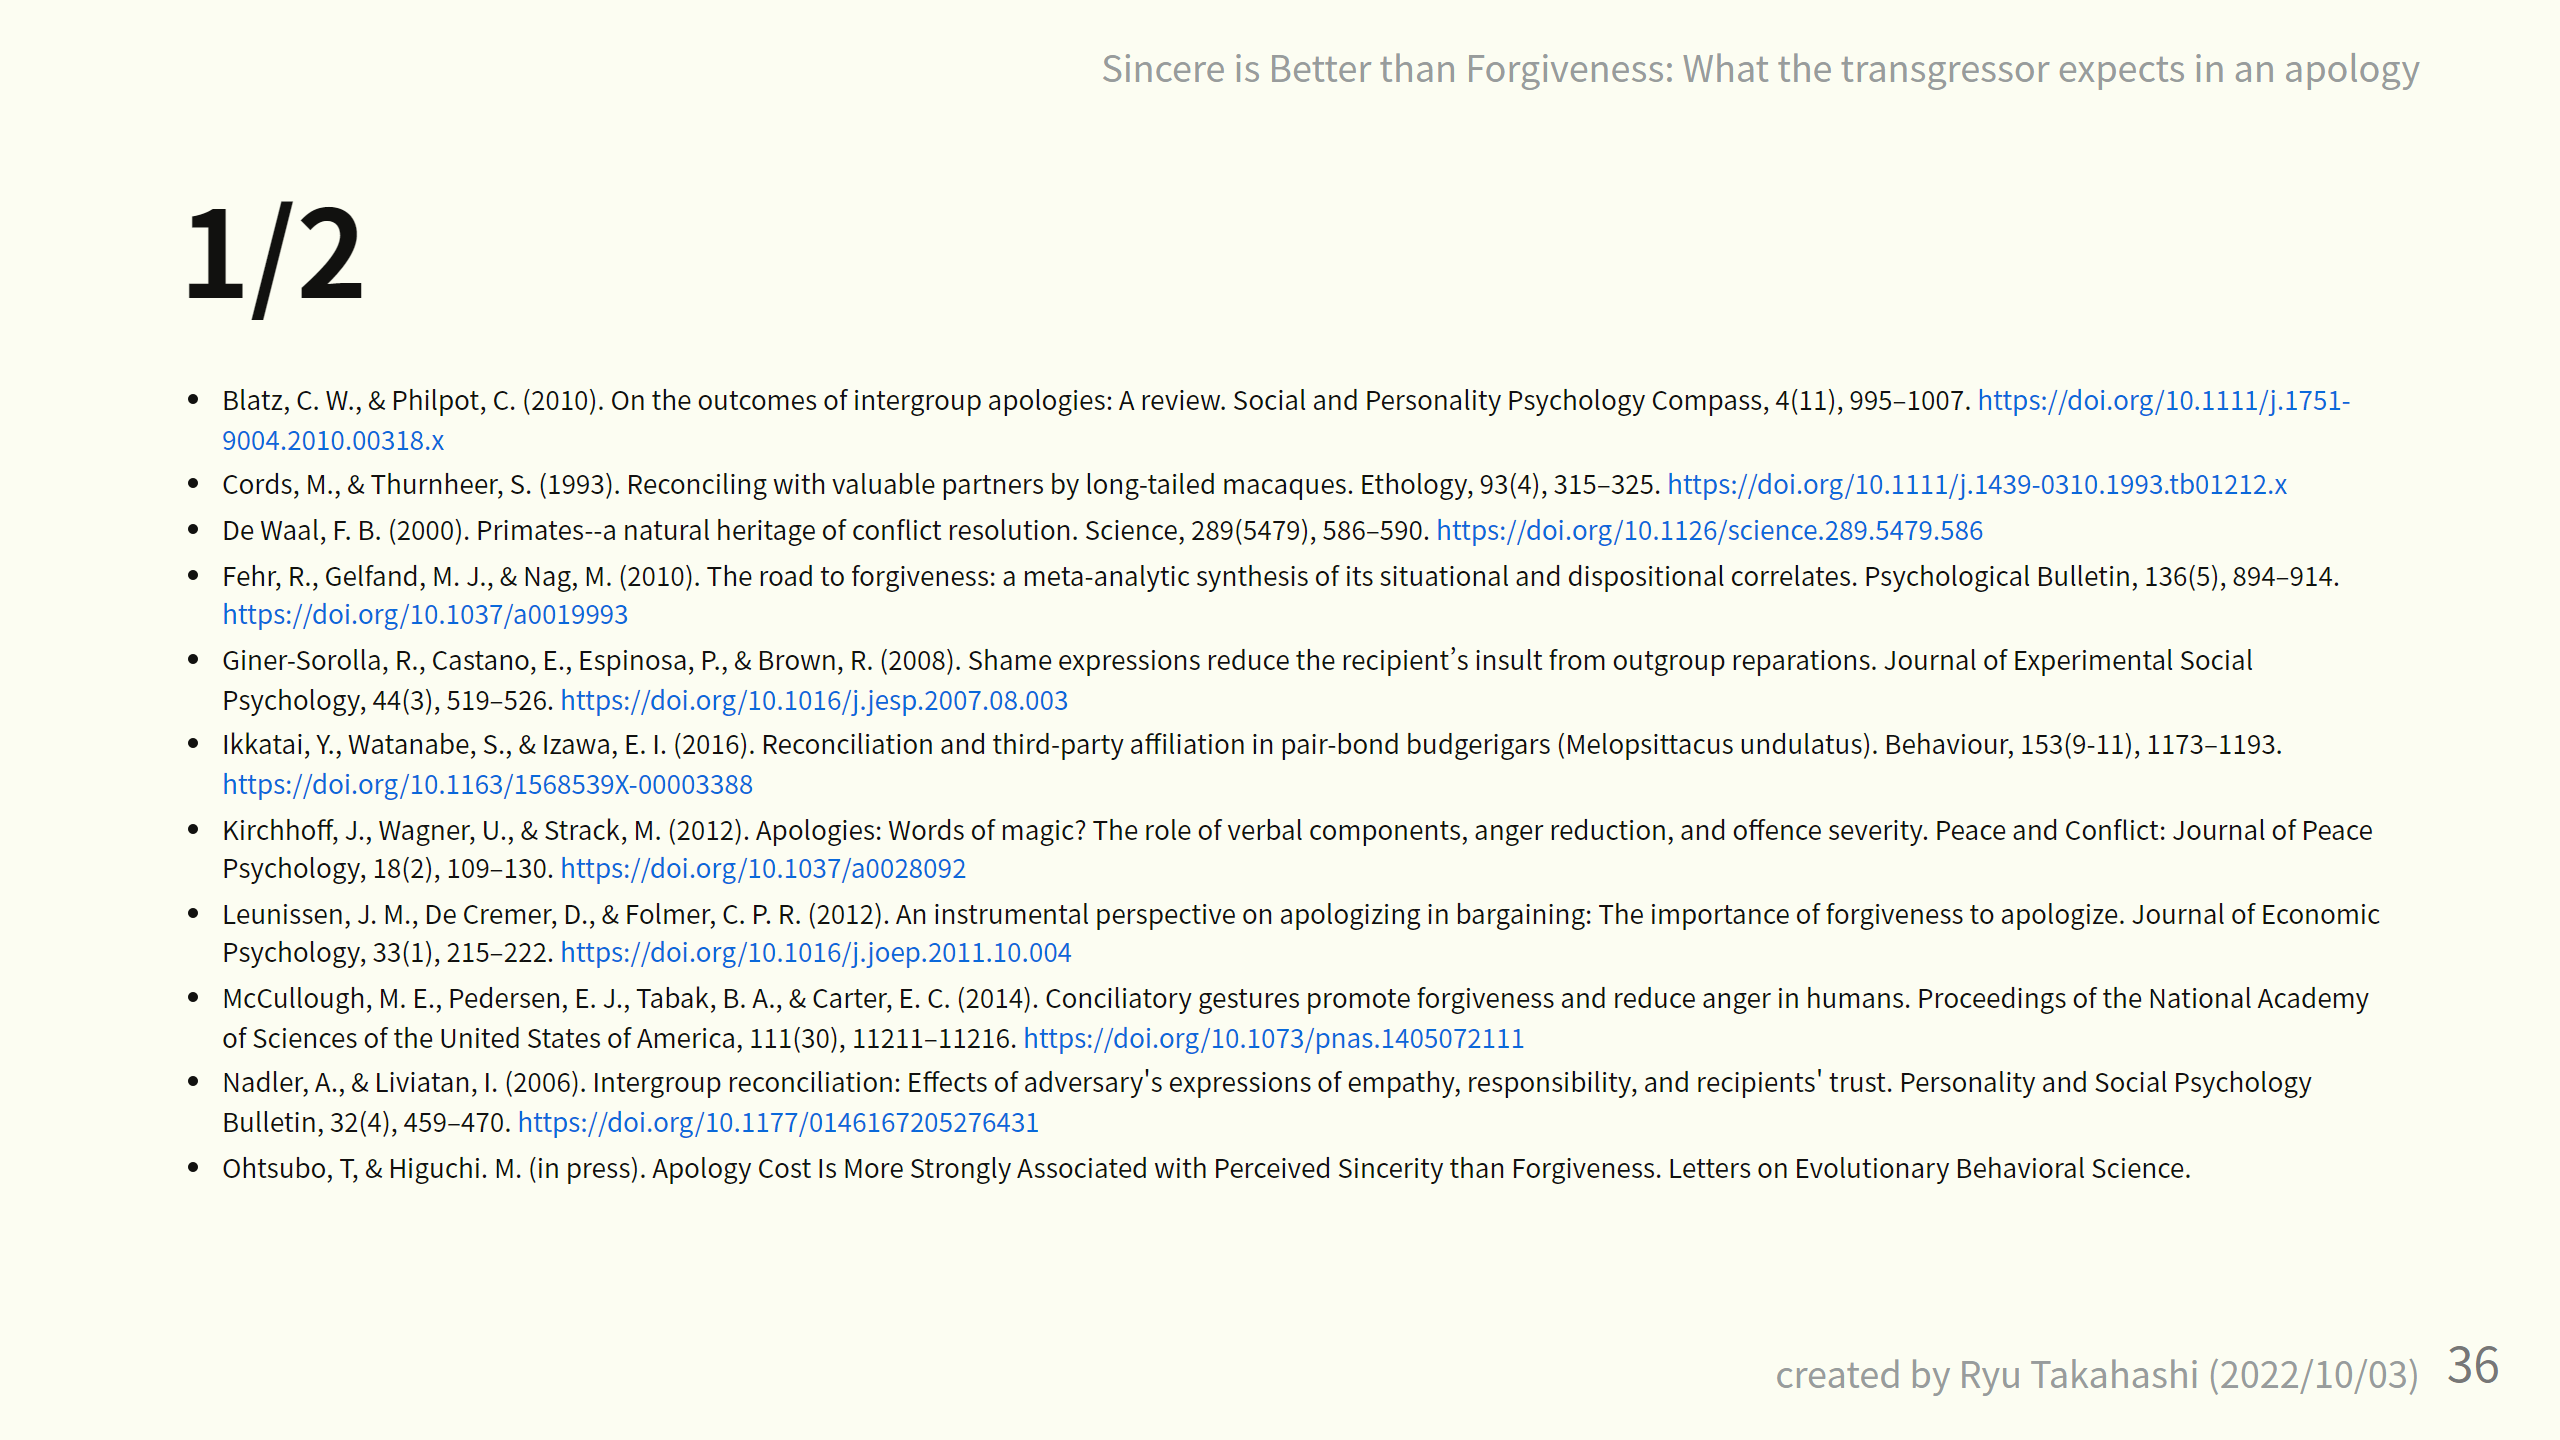 Sincere is Better than Forgiveness: What the transgressor expects in an apology
1/2
• Blatz, C. W., & Philpot, C. (2010). On the outcomes of intergroup apologies: A review. Social and Personality Psychology Compass, 4(11), 995–1007. https://doi.org/10.1111/j.1751-
9004.2010.00318.x
• Cords, M., & Thurnheer, S. (1993). Reconciling with valuable partners by long-tailed macaques. Ethology, 93(4), 315–325. https://doi.org/10.1111/j.1439-0310.1993.tb01212.x
• De Waal, F. B. (2000). Primates--a natural heritage of conflict resolution. Science, 289(5479), 586–590. https://doi.org/10.1126/science.289.5479.586
• Fehr, R., Gelfand, M. J., & Nag, M. (2010). The road to forgiveness: a meta-analytic synthesis of its situational and dispositional correlates. Psychological Bulletin, 136(5), 894–914.
https://doi.org/10.1037/a0019993
• Giner-Sorolla, R., Castano, E., Espinosa, P., & Brown, R. (2008). Shame expressions reduce the recipient’s insult from outgroup reparations. Journal of Experimental Social
Psychology, 44(3), 519–526. https://doi.org/10.1016/j.jesp.2007.08.003
• Ikkatai, Y., Watanabe, S., & Izawa, E. I. (2016). Reconciliation and third-party affiliation in pair-bond budgerigars (Melopsittacus undulatus). Behaviour, 153(9-11), 1173–1193.
https://doi.org/10.1163/1568539X-00003388
• Kirchhoff, J., Wagner, U., & Strack, M. (2012). Apologies: Words of magic? The role of verbal components, anger reduction, and offence severity. Peace and Conflict: Journal of Peace
Psychology, 18(2), 109–130. https://doi.org/10.1037/a0028092
• Leunissen, J. M., De Cremer, D., & Folmer, C. P. R. (2012). An instrumental perspective on apologizing in bargaining: The importance of forgiveness to apologize. Journal of Economic
Psychology, 33(1), 215–222. https://doi.org/10.1016/j.joep.2011.10.004
• McCullough, M. E., Pedersen, E. J., Tabak, B. A., & Carter, E. C. (2014). Conciliatory gestures promote forgiveness and reduce anger in humans. Proceedings of the National Academy
of Sciences of the United States of America, 111(30), 11211–11216. https://doi.org/10.1073/pnas.1405072111
• Nadler, A., & Liviatan, I. (2006). Intergroup reconciliation: Effects of adversary's expressions of empathy, responsibility, and recipients' trust. Personality and Social Psychology
Bulletin, 32(4), 459–470. https://doi.org/10.1177/0146167205276431
• Ohtsubo, T, & Higuchi. M. (in press). Apology Cost Is More Strongly Associated with Perceived Sincerity than Forgiveness. Letters on Evolutionary Behavioral Science.
created by Ryu Takahashi (2022/10/03) 36